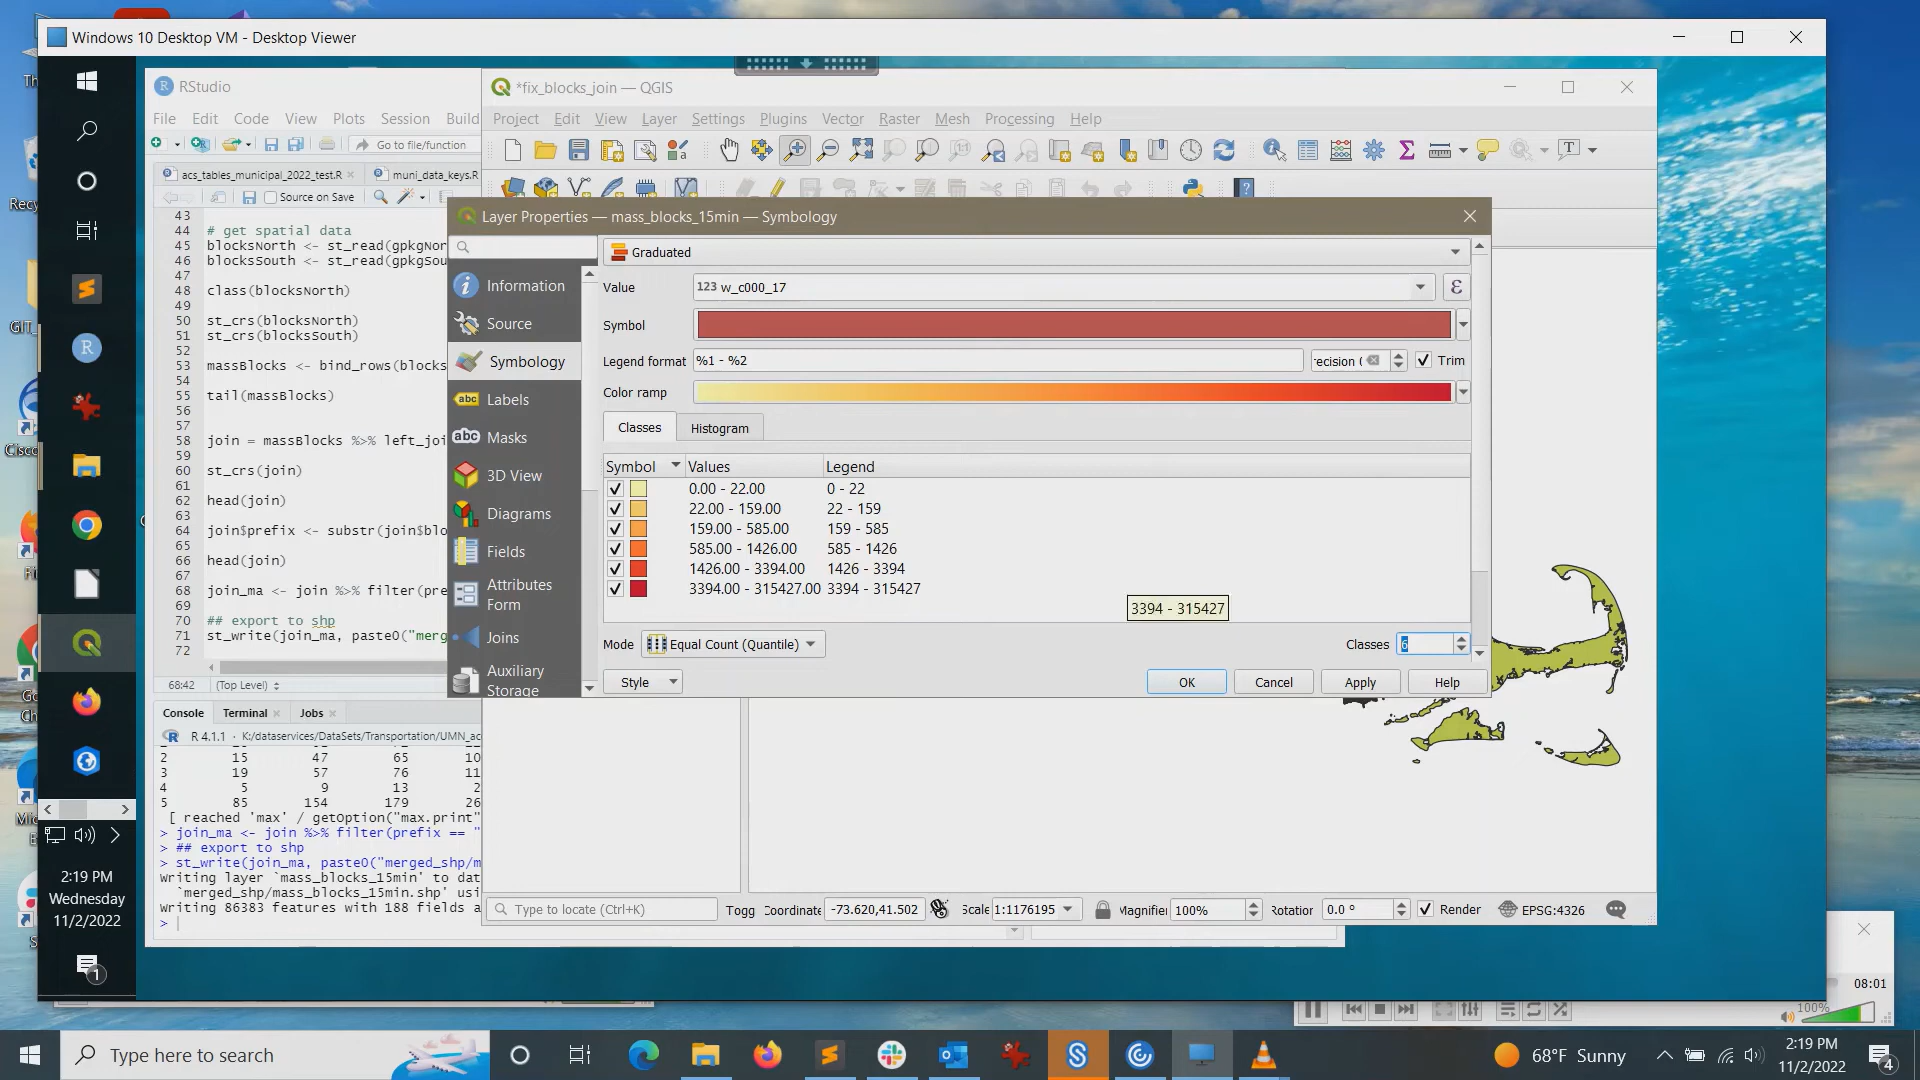 Windows 10 Desktop VM - Desktop Viewer
RStudio
File Edit Code View Plots Session Build
Go to file/function
acs_tables_municipal_2022_test.R
muni_data_keys.R
Source on Save
43
44 # get spatial data
45 blocksNorth <- st_read(gpkgNor
46 blocksSouth <- st_read(gpkgSou
47
48 class(blocksNorth)
49
50 st_crs(blocksNorth)
51 st_crs(blocksSouth)
52
53 massBlocks <- bind_rows(blocks
54
55 tail(massBlocks)
56
57
58 join = massBlocks %>% left_joi
59
60 st_crs(join)
61
62 head(join)
63
64 join$prefix <- substr(join$blo
65
66 head(join)
67
68 join_ma <- join %>% filter(pre
69
70 ## export to shp
71 st_write(join_ma, paste0("merg
72
68:42 (Top Level)
Console Terminal Jobs
R 4.1.1 · K:/dataservices/DataSets/Transportation/UMN_ac
2 15 47 65 10
3 19 57 76 11
4 5 9 13 2
5 85 154 179 26
[ reached 'max' / getOption("max.print"
> join_ma <- join %>% filter(prefix == "
> ## export to shp
> st_write(join_ma, paste0("merged_shp/m
Writing layer `mass_blocks_15min' to dat
`merged_shp/mass_blocks_15min.shp' usi
Writing 86383 features with 188 fields a
>
*fix_blocks_join — QGIS
Project Edit View Layer Settings Plugins Vector Raster Mesh Processing Help
Layer Properties — mass_blocks_15min — Symbology
Information
Source
Symbology
Labels
Masks
3D View
Diagrams
Fields
Attributes
Form
Joins
Auxiliary
Storage
Graduated
Value 123 w_c000_17
Symbol
Legend format %1 - %2
ecision Trim
Color ramp
Classes Histogram
Symbol Values Legend
0.00 - 22.00 0 - 22
22.00 - 159.00 22 - 159
159.00 - 585.00 159 - 585
585.00 - 1426.00 585 - 1426
1426.00 - 3394.00 1426 - 3394
3394.00 - 315427.00 3394 - 315427
3394 - 315427
Mode Equal Count (Quantile) Classes 6
Style OK Cancel Apply Help
Type to locate (Ctrl+K) Togg Coordinate -73.620,41.502 Scale 1:1176195 Magnifier 100% Rotation 0.0 ° Render EPSG:4326
2:19 PM
Wednesday
11/2/2022
1
08:01
100%
Type here to search
68°F Sunny
2:19 PM
11/2/2022
4